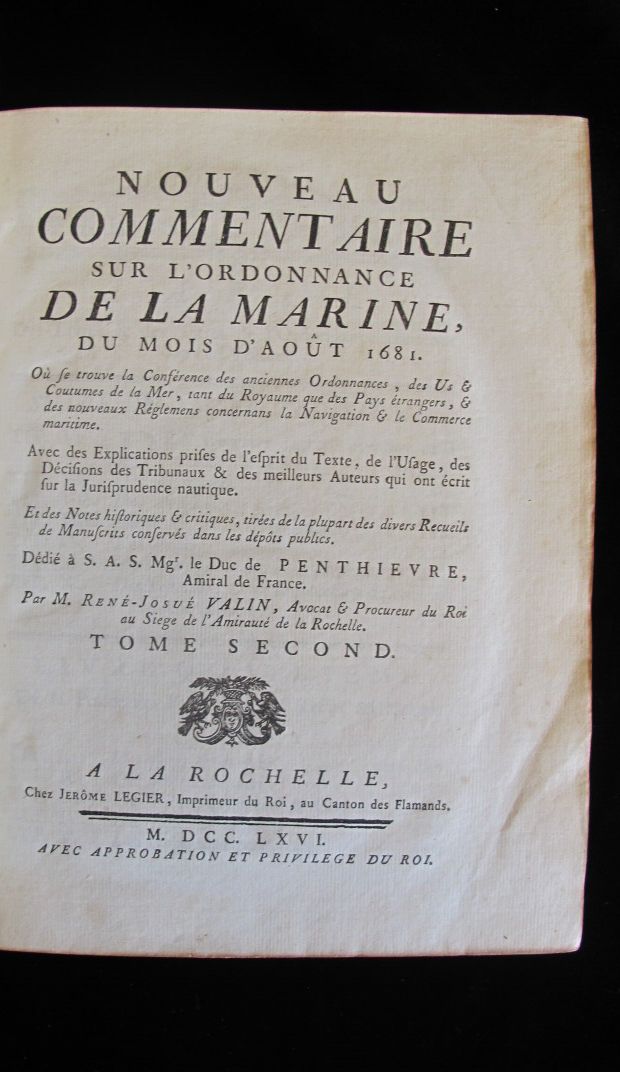 NOUVEAU
COMMENTAIRE
SUR L'ORDONNANCE
DE LA MARINE,
DU MOIS D'AOÛT 1681.
Où ſe trouve la Conférence des anciennes Ordonnances, des Us &
Coutumes de la Mer, tant du Royaume que des Pays étrangers, &
des nouveaux Réglemens concernans la Navigation & le Commerce
maritime.
Avec des Explications priſes de l'eſprit du Texte, de l'Uſage, des
Déciſions des Tribunaux & des meilleurs Auteurs qui ont écrit
ſur la Juriſprudence nautique.
Et des Notes hiſtoriques & critiques, tirées de la plupart des divers Recueils
de Manuſcrits conſervés dans les dépôts publics.
Dédié à S. A. S. Mgr. le Duc de PENTHIEVRE,
Amiral de France.
Par M. RENÉ-JOSUÉ VALIN, Avocat & Procureur du Roi
au Siege de l'Amirauté de la Rochelle.
TOME SECOND.
A LA ROCHELLE,
Chez JERÔME LEGIER, Imprimeur du Roi, au Canton des Flamands.
M. DCC. LXVI.
AVEC APPROBATION ET PRIVILEGE DU ROI.